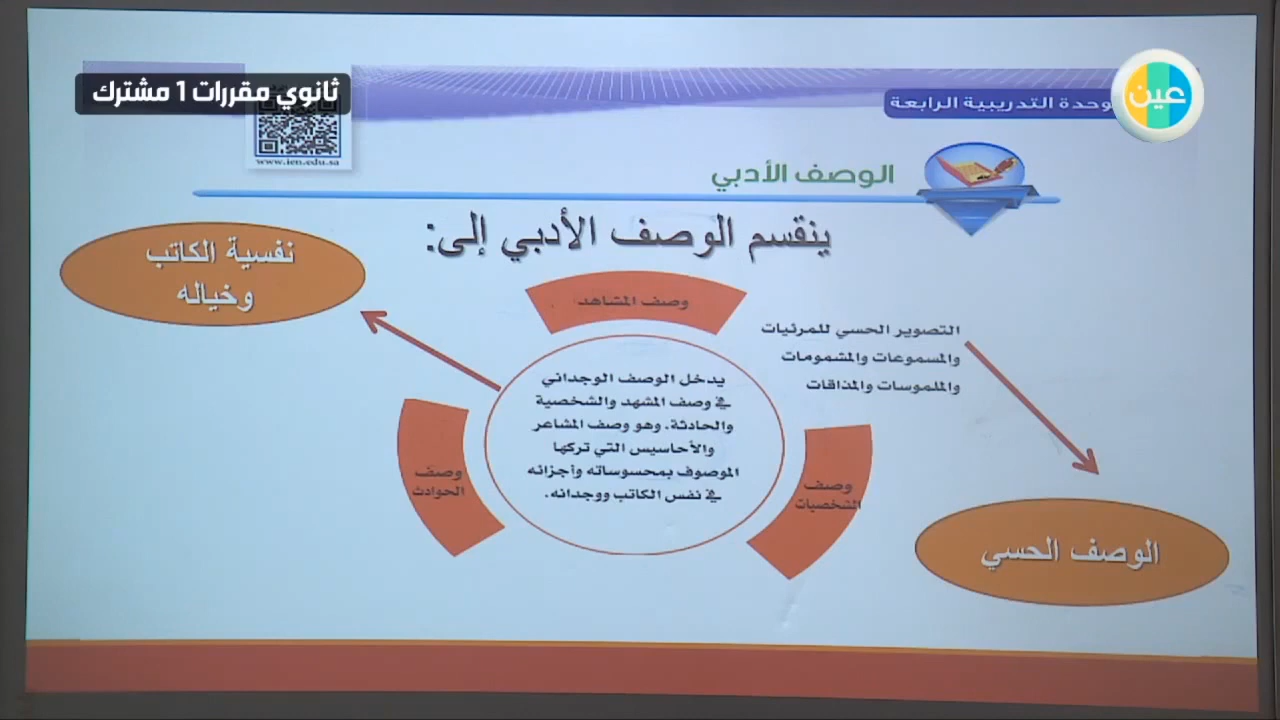 ثانوي مقررات 1 مشترك
عين
وحدة التدريبية الرابعة
www.ien.edu.sa
الوصف الأدبي
ينقسم الوصف الأدبي إلى:
نفسية الكاتب
وخياله
وصف المشاهد
التصوير الحسي للمرئيات
والمسموعات والمشمومات
والملموسات والمذاقات
يدخل الوصف الوجداني
في وصف المشهد والشخصية
والحادثة، وهو وصف المشاعر
والأحاسيس التي تركها
الموصوف بمحسوساته وأجزائه
في نفس الكاتب ووجدانه.
وصف
الشخصيات
وصف
الحوادث
الوصف الحسي